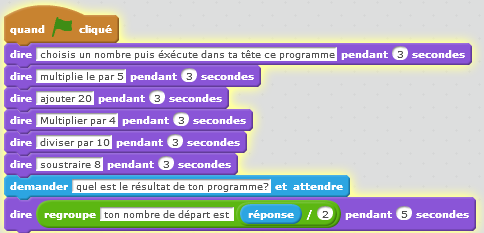 quand cliqué
dire choisis un nombre puis éxécute dans ta tête ce programme pendant 3 secondes
dire multiplie le par 5 pendant 3 secondes
dire ajouter 20 pendant 3 secondes
dire Multiplier par 4 pendant 3 secondes
dire diviser par 10 pendant 3 secondes
dire soustraire 8 pendant 3 secondes
demander quel est le résultat de ton programme? et attendre
dire regroupe ton nombre de départ est réponse / 2 pendant 5 secondes